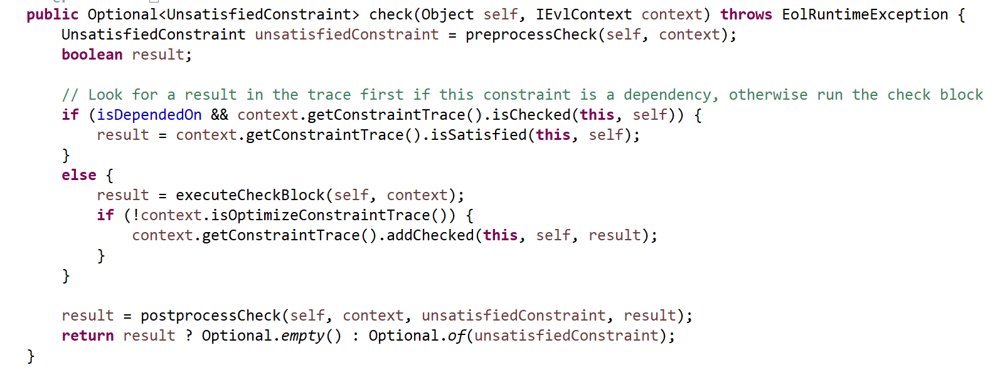 public Optional<UnsatisfiedConstraint> check(Object self, IEvlContext context) throws EolRuntimeException {
    UnsatisfiedConstraint unsatisfiedConstraint = preprocessCheck(self, context);
    boolean result;

    // Look for a result in the trace first if this constraint is a dependency, otherwise run the check block
    if (isDependedOn && context.getConstraintTrace().isChecked(this, self)) {
        result = context.getConstraintTrace().isSatisfied(this, self);
    }
    else {
        result = executeCheckBlock(self, context);
        if (!context.isOptimizeConstraintTrace()) {
            context.getConstraintTrace().addChecked(this, self, result);
        }
    }

    result = postprocessCheck(self, context, unsatisfiedConstraint, result);
    return result ? Optional.empty() : Optional.of(unsatisfiedConstraint);
}